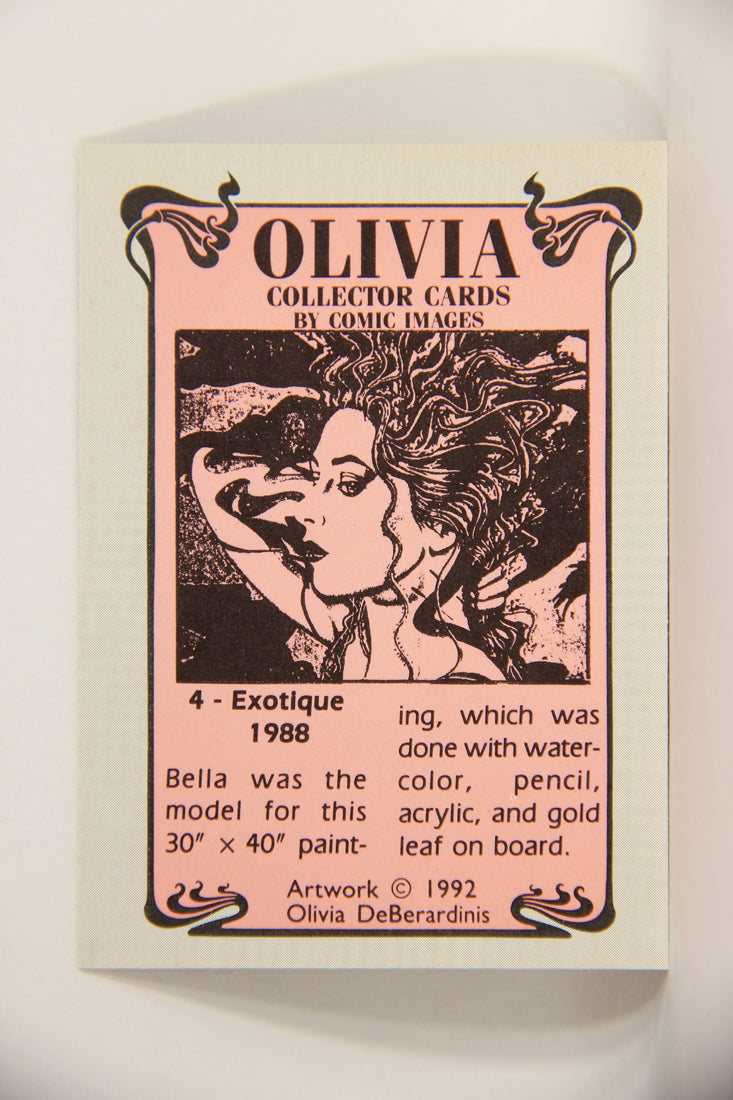 OLIVIA
COLLECTOR CARDS
BY COMIC IMAGES
4 - Exotique
1988
Bella was the
model for this
30" × 40" paint-
ing, which was
done with water-
color, pencil,
acrylic, and gold
leaf on board.
Artwork © 1992
Olivia DeBerardinis